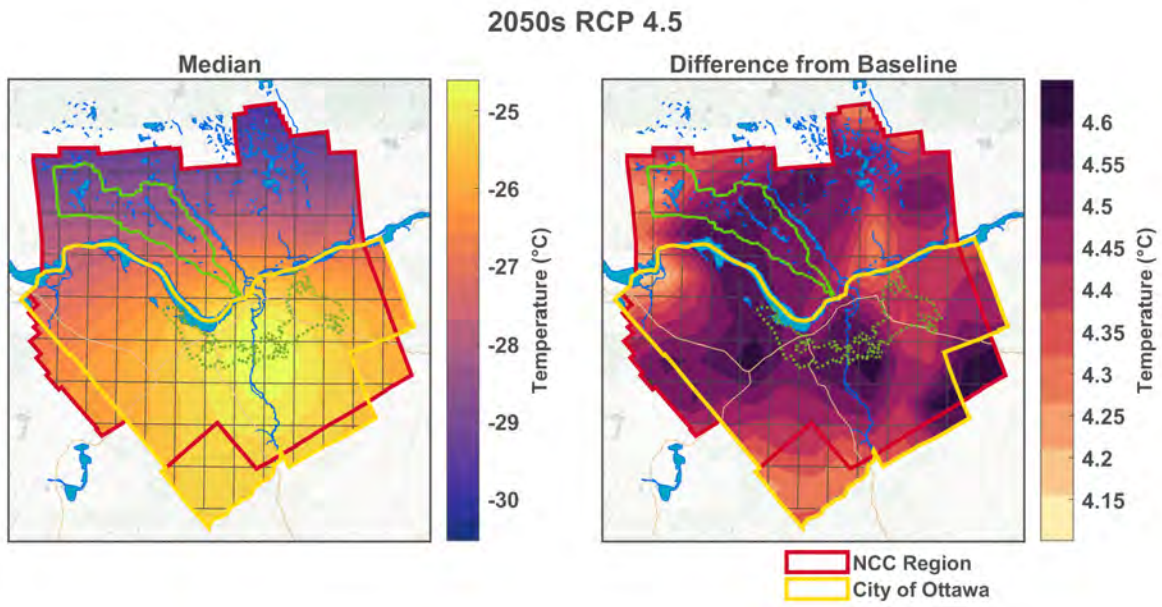 2050s RCP 4.5
Median
Difference from Baseline
-25
-26
-27
-28
-29
-30
Temperature (°C)
4.6
4.55
4.5
4.45
4.4
4.35
4.3
4.25
4.2
4.15
Temperature (°C)
NCC Region
City of Ottawa